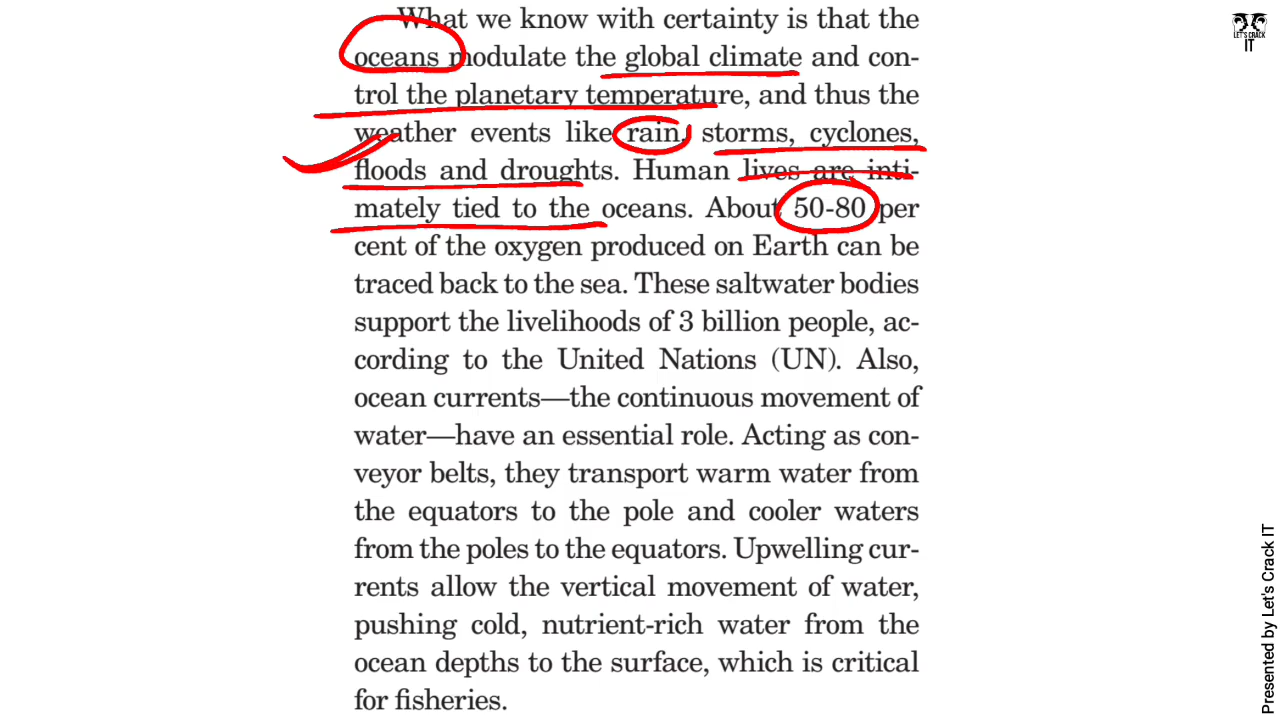 What we know with certainty is that the
oceans modulate the global climate and con-
trol the planetary temperature, and thus the
weather events like rain, storms, cyclones,
floods and droughts. Human lives are inti-
mately tied to the oceans. About 50-80 per
cent of the oxygen produced on Earth can be
traced back to the sea. These saltwater bodies
support the livelihoods of 3 billion people, ac-
cording to the United Nations (UN). Also,
ocean currents—the continuous movement of
water—have an essential role. Acting as con-
veyor belts, they transport warm water from
the equators to the pole and cooler waters
from the poles to the equators. Upwelling cur-
rents allow the vertical movement of water,
pushing cold, nutrient-rich water from the
ocean depths to the surface, which is critical
for fisheries.
LET'S CRACK
IT
Presented by Let's Crack IT